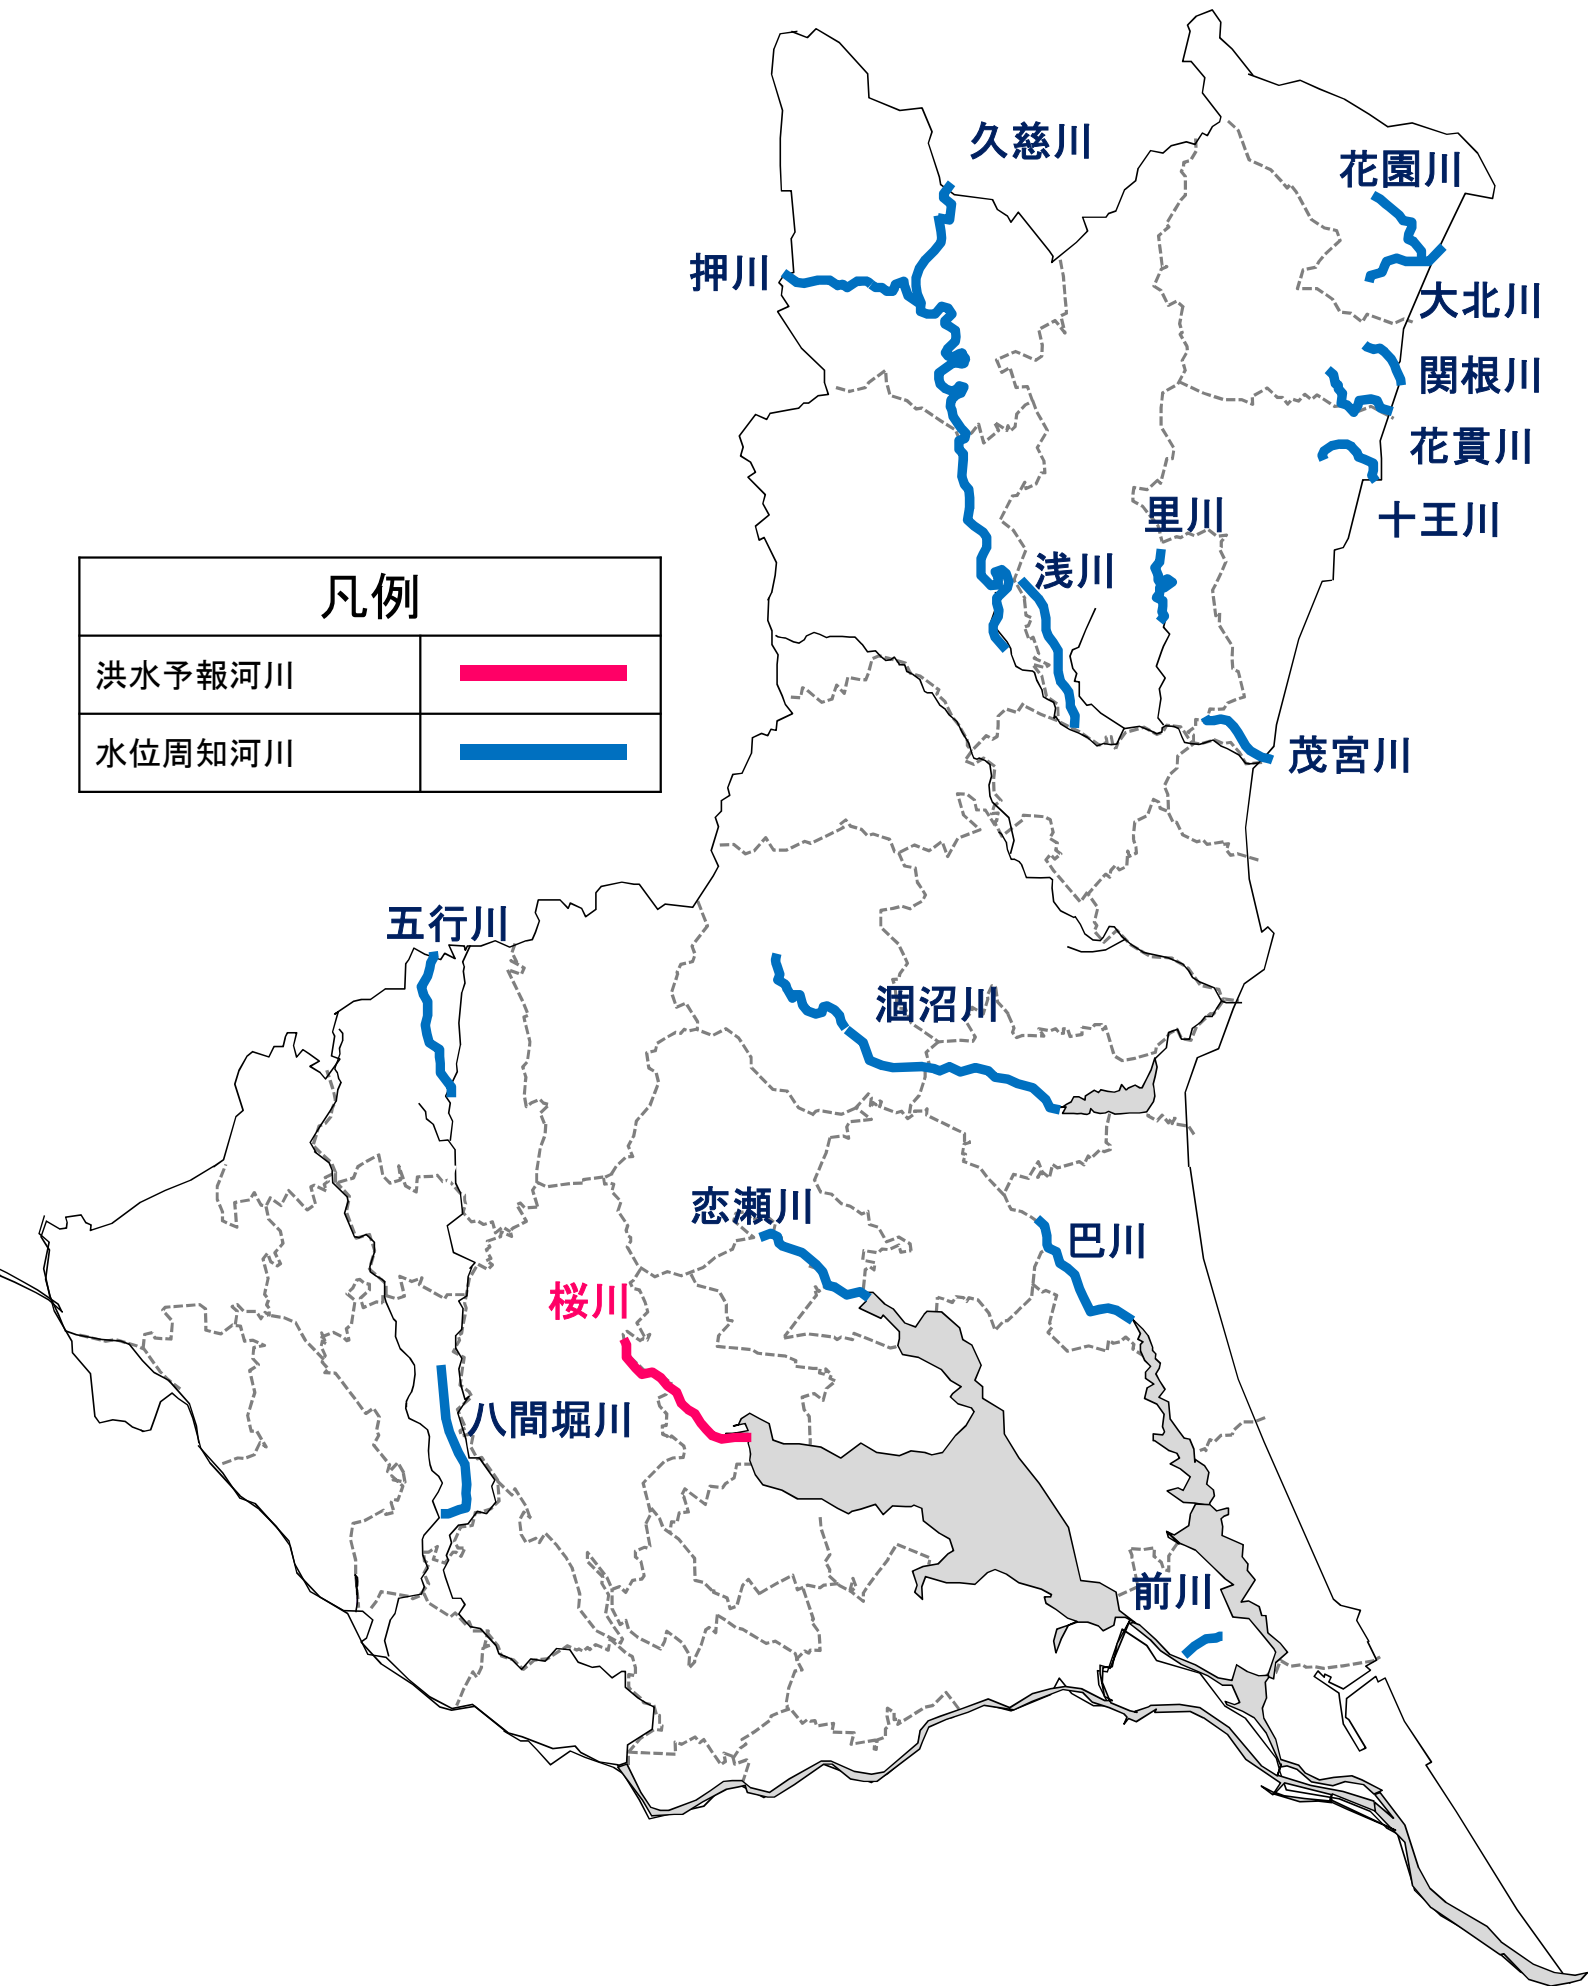 久慈川
花園川
押川
大北川
関根川
花貫川
里川
十王川
浅川
凡例
洪水予報河川
水位周知河川
茂宮川
五行川
涸沼川
恋瀬川
巴川
桜川
八間堀川
前川